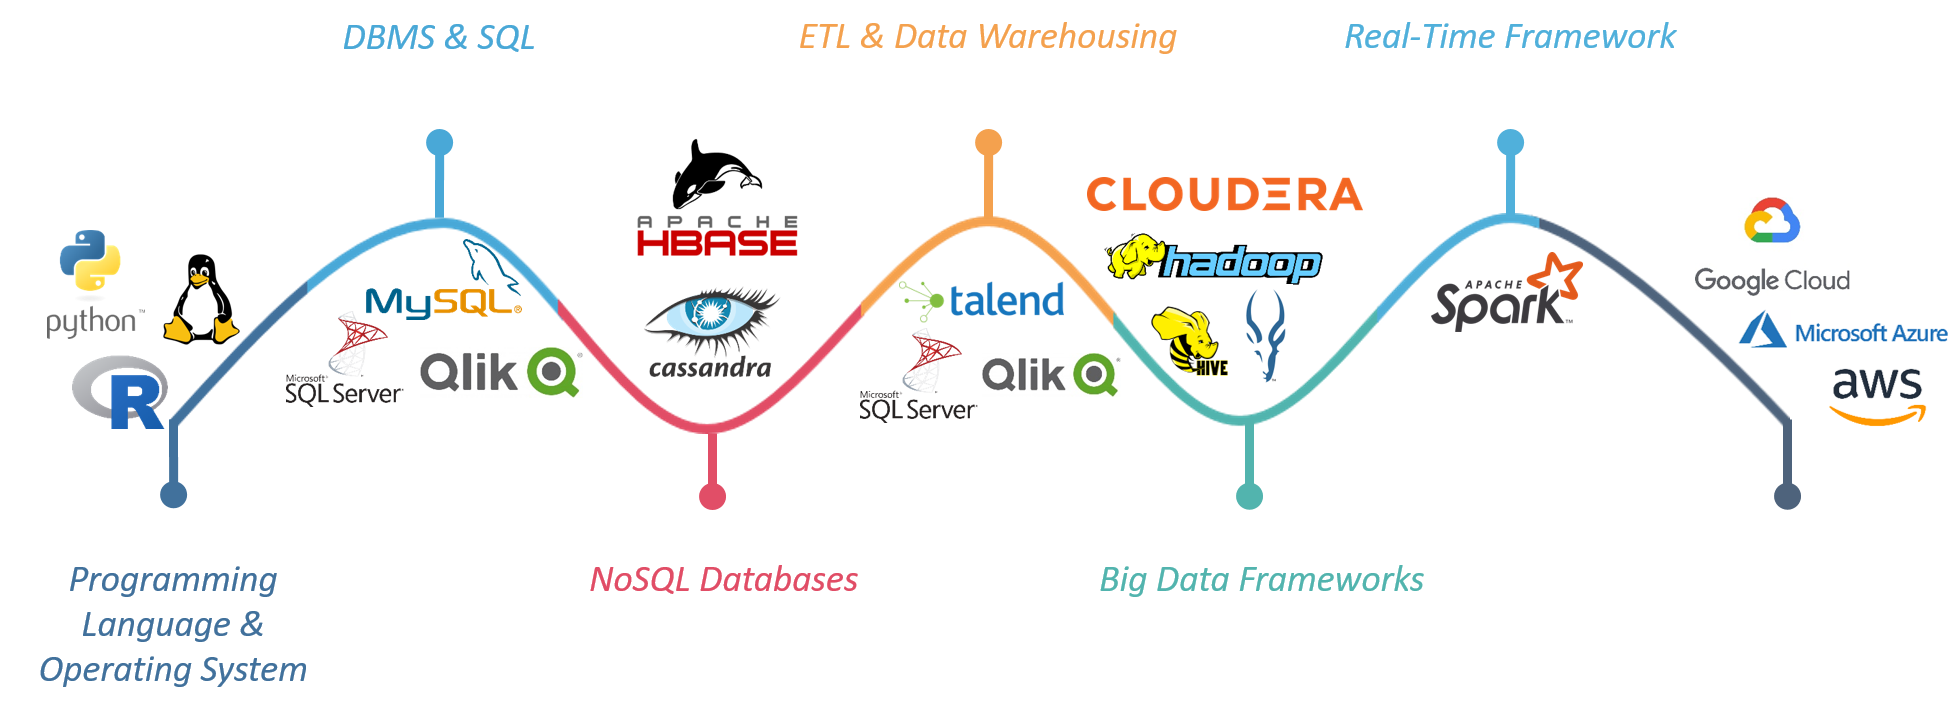 DBMS & SQL
ETL & Data Warehousing
Real-Time Framework
python™
R
MySQL®
Microsoft®
SQL Server®
Qlik Q®
APACHE
HBASE
cassandra
talend
Microsoft®
SQL Server®
Qlik Q®
CLOUDERA
hadoop
HIVE
APACHE
Spark™
Google Cloud
Microsoft Azure
aws
Programming
Language &
Operating System
NoSQL Databases
Big Data Frameworks